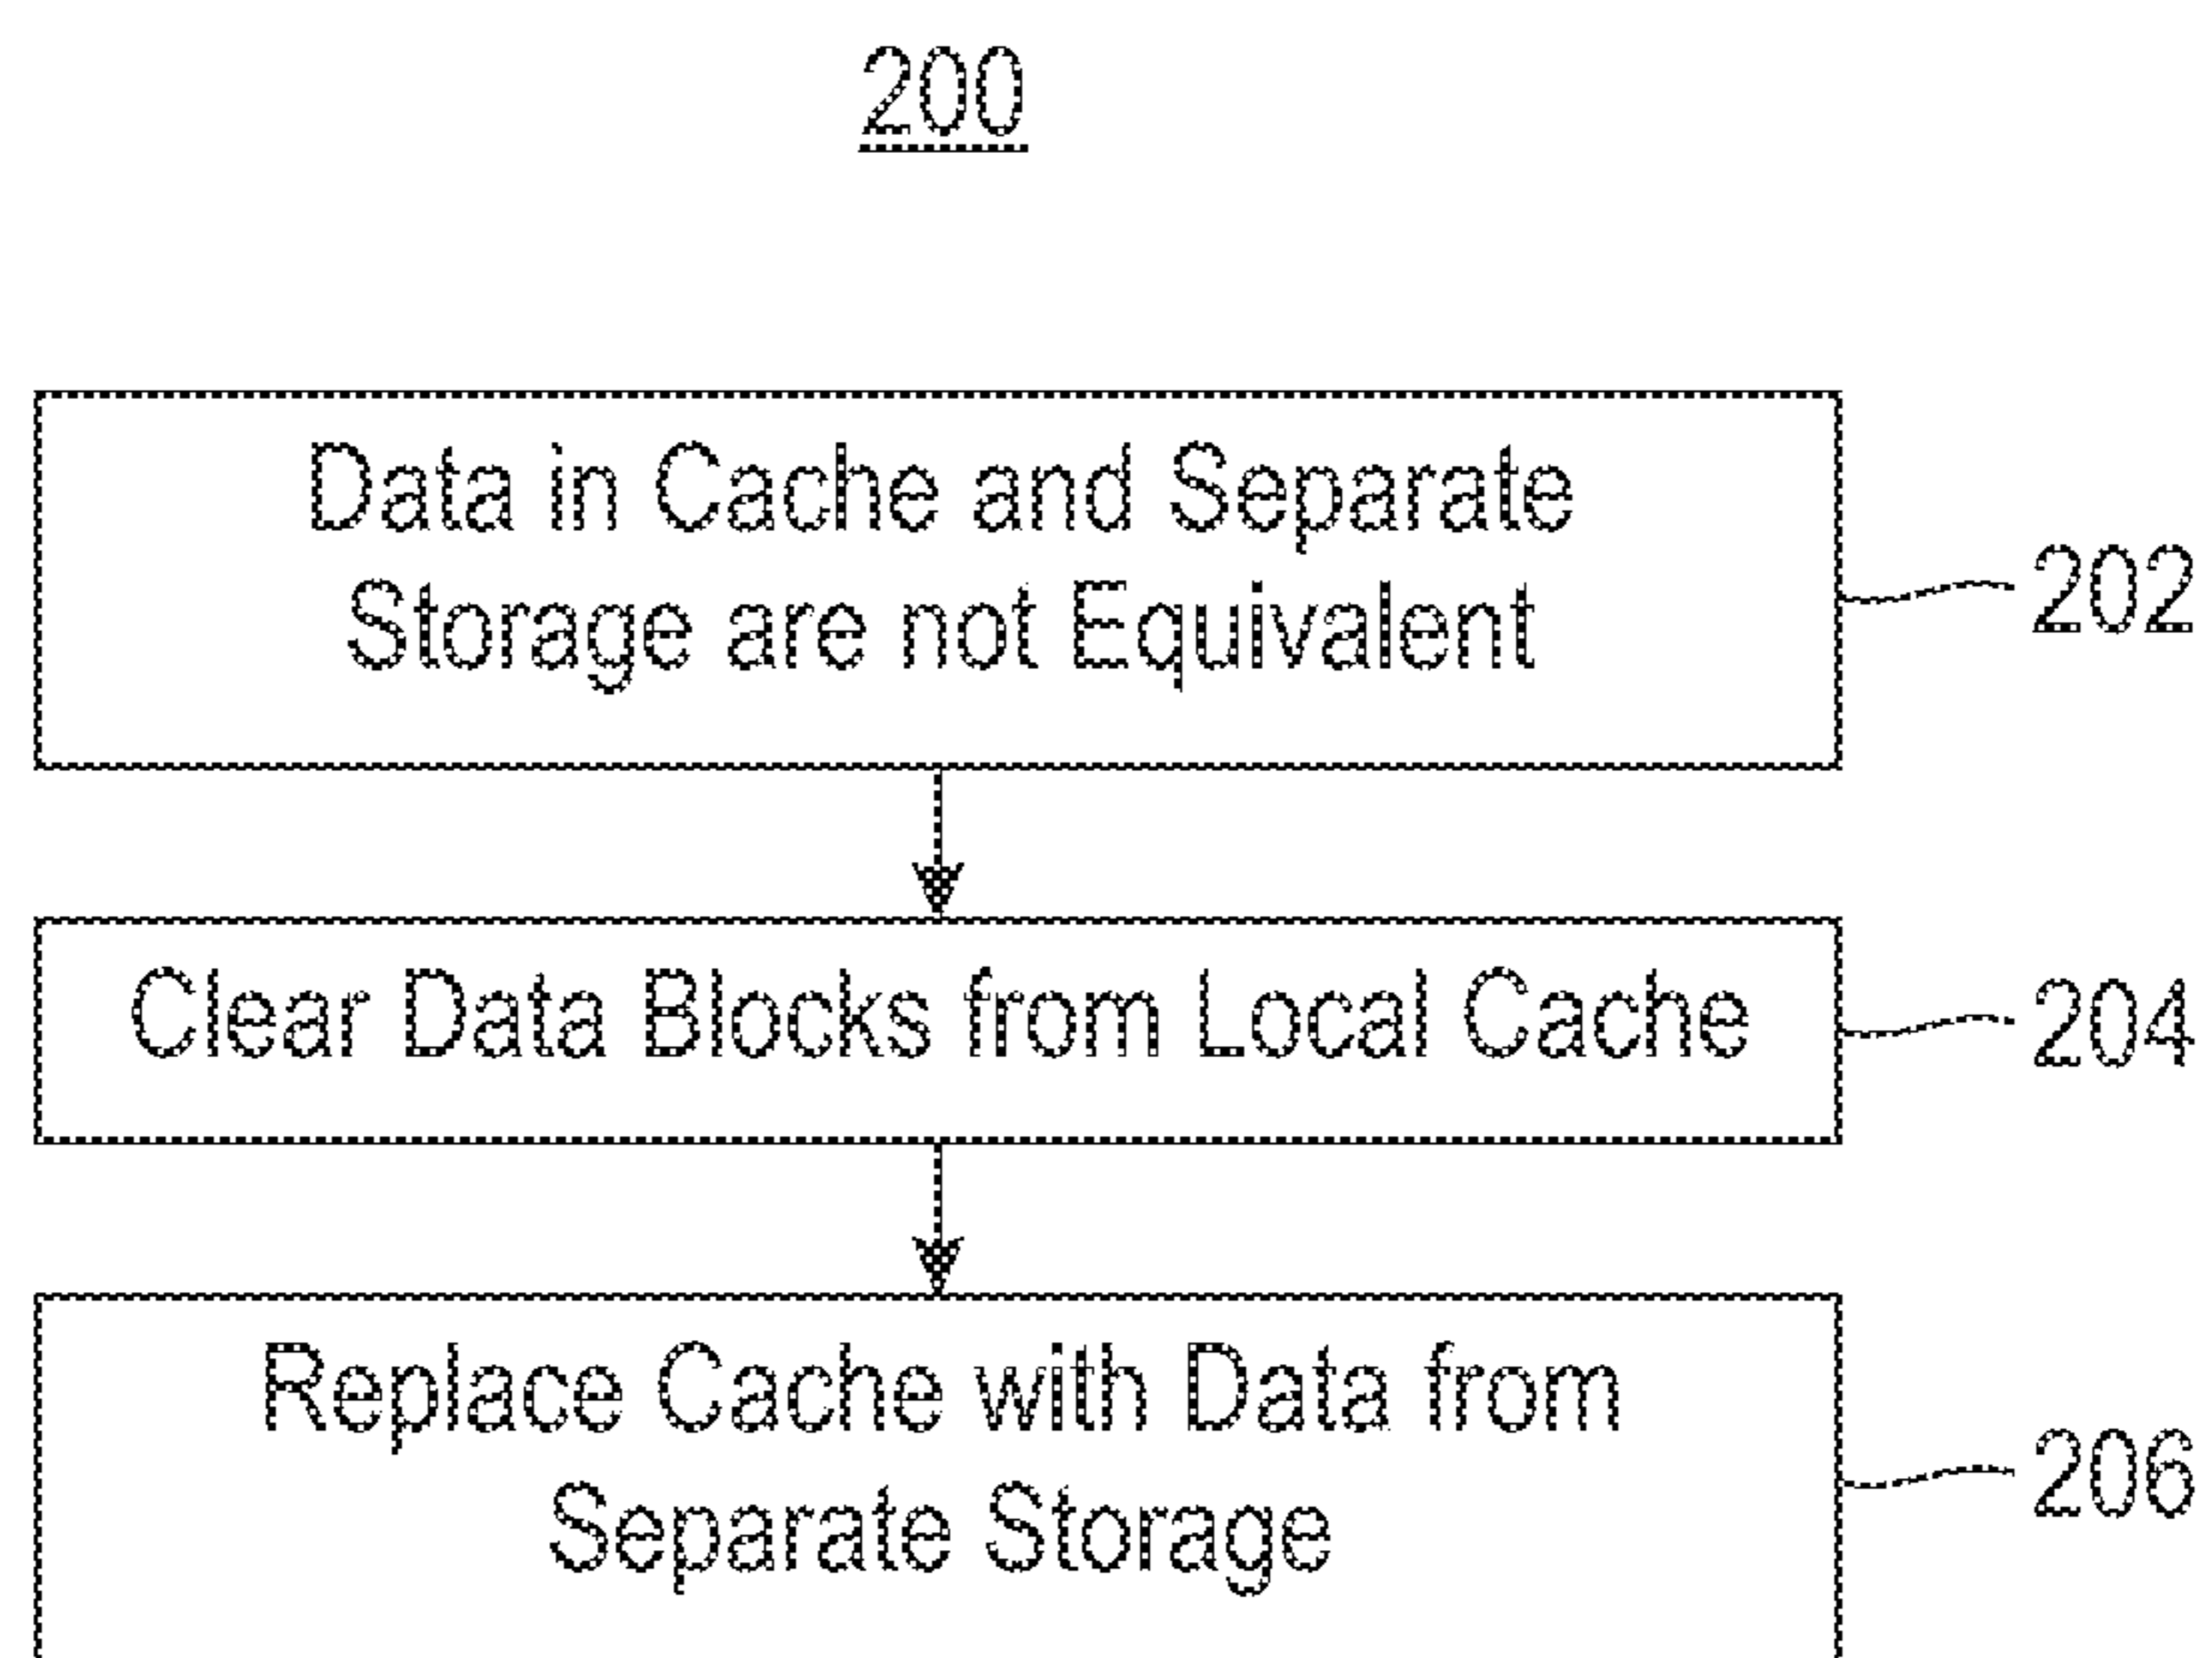 200
Data in Cache and Separate
Storage are not Equivalent
202
Clear Data Blocks from Local Cache
204
Replace Cache with Data from
Separate Storage
206